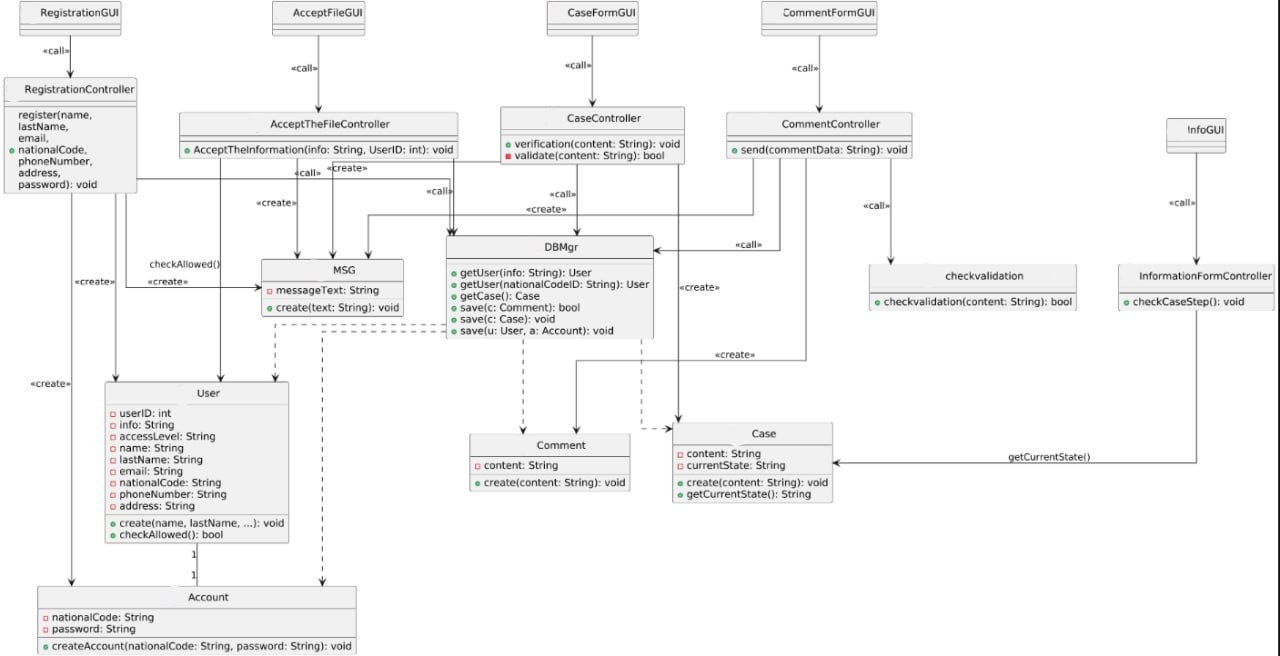 RegistrationGUI
AcceptFileGUI
CaseFormGUI
CommentFormGUI
«call»
«call»
«call»
«call»
RegistrationController
register(name,
lastName,
email,
nationalCode,
phoneNumber,
address,
password): void
AcceptTheFileController
AcceptTheInformation(info: String, UserID: int): void
CaseController
verification(content: String): void
validate(content: String): bool
CommentController
send(commentData: String): void
InfoGUI
«call»
«create»
«call»
«call»
«create»
«create»
«call»
«call»
«call»
DBMgr
getUser(info: String): User
getUser(nationalCodeID: String): User
getCase(): Case
save(c: Comment): bool
save(c: Case): void
save(u: User, a: Account): void
checkAllowed()
MSG
messageText: String
create(text: String): void
checkvalidation
checkvalidation(content: String): bool
InformationFormController
checkCaseStep(): void
«create»
«create»
«create»
«create»
«create»
User
userID: int
info: String
accessLevel: String
name: String
lastName: String
email: String
nationalCode: String
phoneNumber: String
address: String
create(name, lastName, ...): void
checkAllowed(): bool
Comment
content: String
create(content: String): void
Case
content: String
currentState: String
create(content: String): void
getCurrentState(): String
getCurrentState()
1
1
Account
nationalCode: String
password: String
createAccount(nationalCode: String, password: String): void